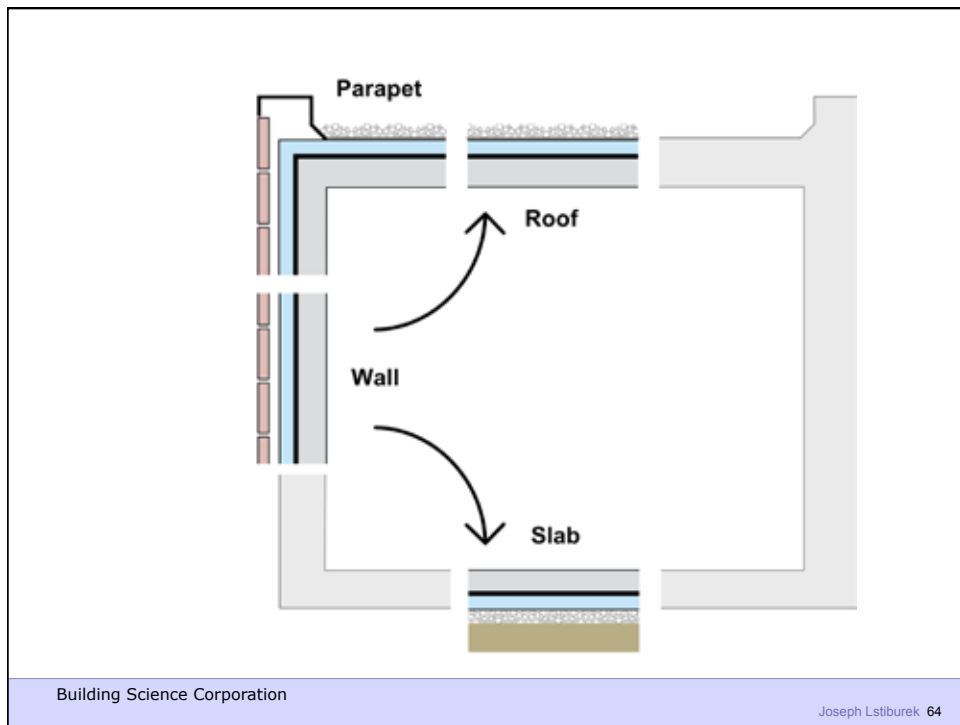 Parapet
Roof
Wall
Slab
Building Science Corporation
Joseph Lstiburek 64